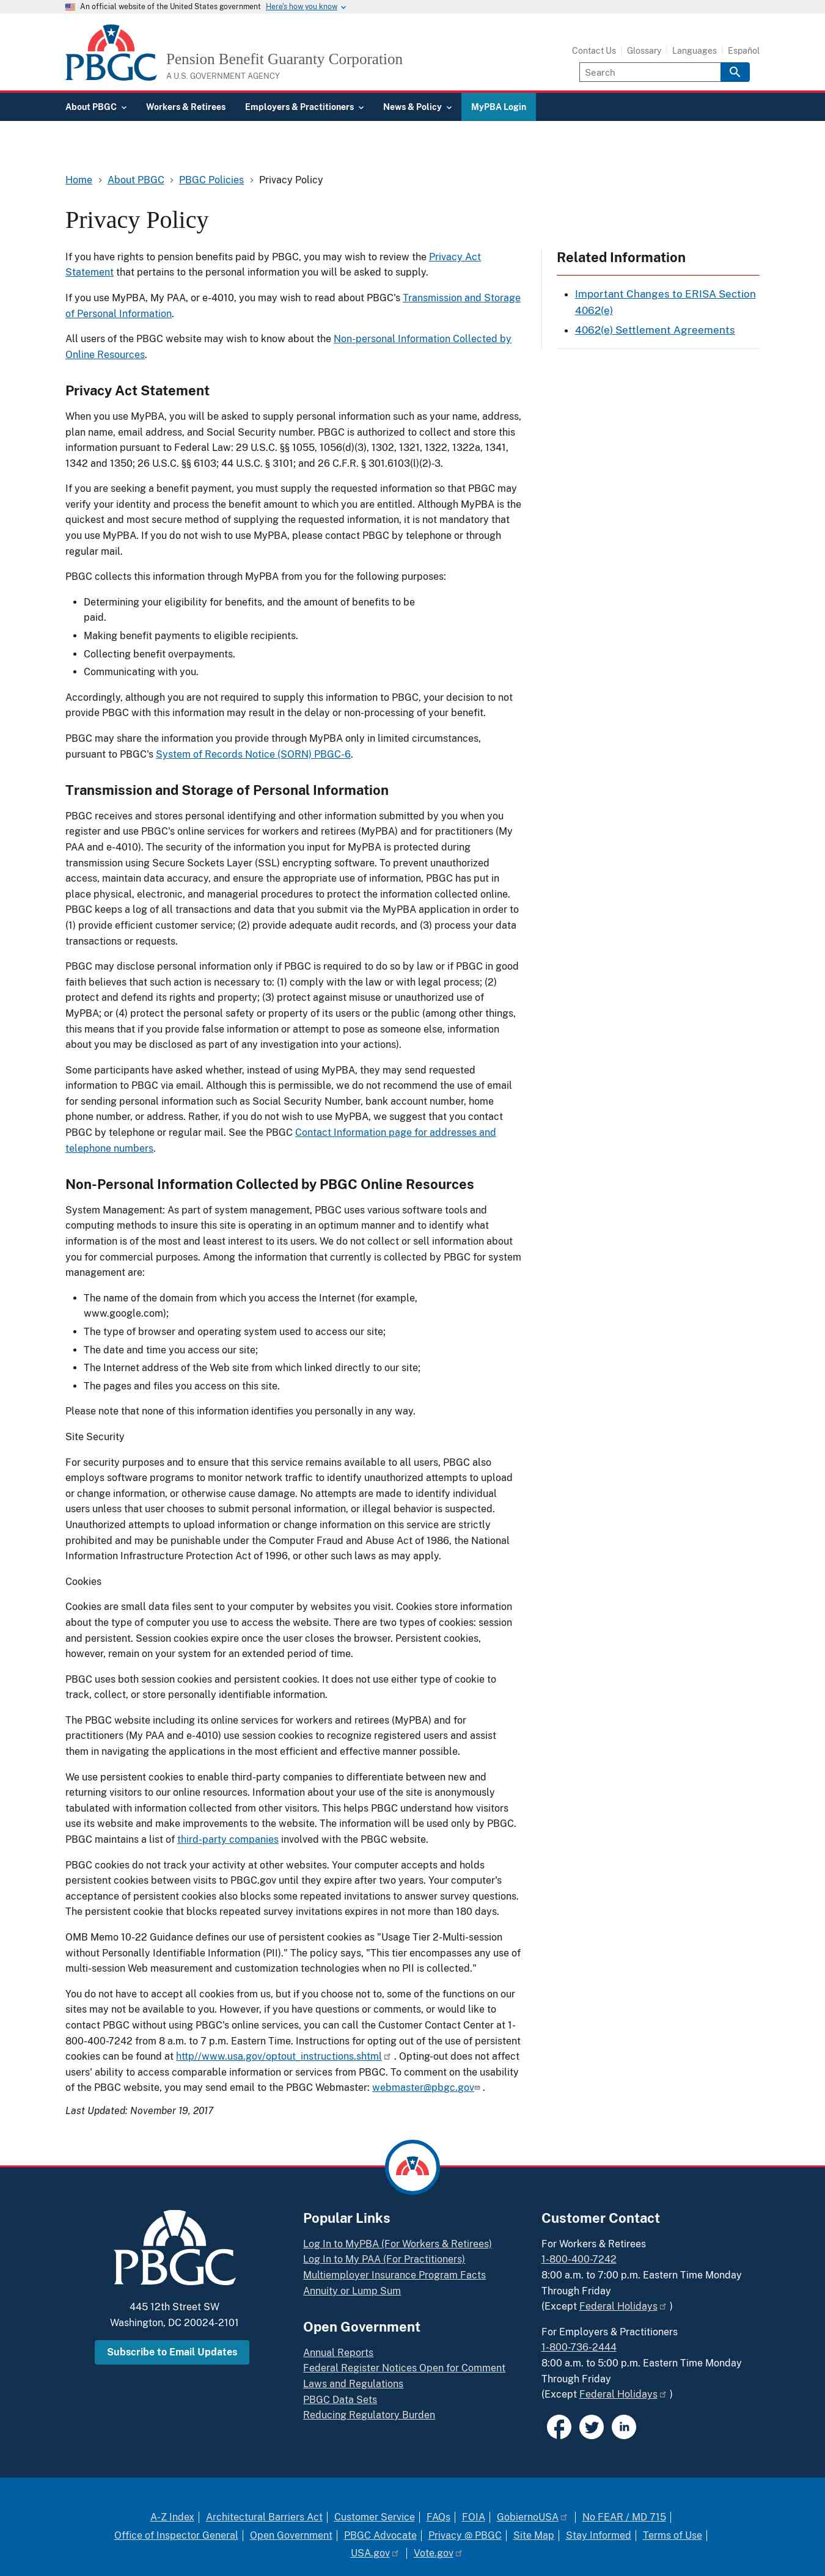 An official website of the United States government Here's how you know
PBGC
Pension Benefit Guaranty Corporation
A U.S. GOVERNMENT AGENCY
Contact Us Glossary Languages Español
Search
About PBGC Workers & Retirees Employers & Practitioners News & Policy MyPBA Login
Home > About PBGC > PBGC Policies > Privacy Policy
Privacy Policy
If you have rights to pension benefits paid by PBGC, you may wish to review the Privacy Act
Statement that pertains to the personal information you will be asked to supply.
If you use MyPBA, My PAA, or e-4010, you may wish to read about PBGC's Transmission and Storage
of Personal Information.
All users of the PBGC website may wish to know about the Non-personal Information Collected by
Online Resources.
Related Information
Important Changes to ERISA Section
4062(e)
4062(e) Settlement Agreements
Privacy Act Statement
When you use MyPBA, you will be asked to supply personal information such as your name, address,
plan name, email address, and Social Security number. PBGC is authorized to collect and store this
information pursuant to Federal Law: 29 U.S.C. §§ 1055, 1056(d)(3), 1302, 1321, 1322, 1322a, 1341,
1342 and 1350; 26 U.S.C. §§ 6103; 44 U.S.C. § 3101; and 26 C.F.R. § 301.6103(l)(2)-3.
If you are seeking a benefit payment, you must supply the requested information so that PBGC may
verify your identity and process the benefit amount to which you are entitled. Although MyPBA is the
quickest and most secure method of supplying the requested information, it is not mandatory that
you use MyPBA. If you do not wish to use MyPBA, please contact PBGC by telephone or through
regular mail.
PBGC collects this information through MyPBA from you for the following purposes:
Determining your eligibility for benefits, and the amount of benefits to be
paid.
Making benefit payments to eligible recipients.
Collecting benefit overpayments.
Communicating with you.
Accordingly, although you are not required to supply this information to PBGC, your decision to not
provide PBGC with this information may result in the delay or non-processing of your benefit.
PBGC may share the information you provide through MyPBA only in limited circumstances,
pursuant to PBGC's System of Records Notice (SORN) PBGC-6.
Transmission and Storage of Personal Information
PBGC receives and stores personal identifying and other information submitted by you when you
register and use PBGC's online services for workers and retirees (MyPBA) and for practitioners (My
PAA and e-4010). The security of the information you input for MyPBA is protected during
transmission using Secure Sockets Layer (SSL) encrypting software. To prevent unauthorized
access, maintain data accuracy, and ensure the appropriate use of information, PBGC has put in
place physical, electronic, and managerial procedures to protect the information collected online.
PBGC keeps a log of all transactions and data that you submit via the MyPBA application in order to
(1) provide efficient customer service; (2) provide adequate audit records, and (3) process your data
transactions or requests.
PBGC may disclose personal information only if PBGC is required to do so by law or if PBGC in good
faith believes that such action is necessary to: (1) comply with the law or with legal process; (2)
protect and defend its rights and property; (3) protect against misuse or unauthorized use of
MyPBA; or (4) protect the personal safety or property of its users or the public (among other things,
this means that if you provide false information or attempt to pose as someone else, information
about you may be disclosed as part of any investigation into your actions).
Some participants have asked whether, instead of using MyPBA, they may send requested
information to PBGC via email. Although this is permissible, we do not recommend the use of email
for sending personal information such as Social Security Number, bank account number, home
phone number, or address. Rather, if you do not wish to use MyPBA, we suggest that you contact
PBGC by telephone or regular mail. See the PBGC Contact Information page for addresses and
telephone numbers.
Non-Personal Information Collected by PBGC Online Resources
System Management: As part of system management, PBGC uses various software tools and
computing methods to insure this site is operating in an optimum manner and to identify what
information is of the most and least interest to its users. We do not collect or sell information about
you for commercial purposes. Among the information that currently is collected by PBGC for system
management are:
The name of the domain from which you access the Internet (for example,
www.google.com);
The type of browser and operating system used to access our site;
The date and time you access our site;
The Internet address of the Web site from which linked directly to our site;
The pages and files you access on this site.
Please note that none of this information identifies you personally in any way.
Site Security
For security purposes and to ensure that this service remains available to all users, PBGC also
employs software programs to monitor network traffic to identify unauthorized attempts to upload
or change information, or otherwise cause damage. No attempts are made to identify individual
users unless that user chooses to submit personal information, or illegal behavior is suspected.
Unauthorized attempts to upload information or change information on this service are strictly
prohibited and may be punishable under the Computer Fraud and Abuse Act of 1986, the National
Information Infrastructure Protection Act of 1996, or other such laws as may apply.
Cookies
Cookies are small data files sent to your computer by websites you visit. Cookies store information
about the type of computer you use to access the website. There are two types of cookies: session
and persistent. Session cookies expire once the user closes the browser. Persistent cookies,
however, remain on your system for an extended period of time.
PBGC uses both session cookies and persistent cookies. It does not use either type of cookie to
track, collect, or store personally identifiable information.
The PBGC website including its online services for workers and retirees (MyPBA) and for
practitioners (My PAA and e-4010) use session cookies to recognize registered users and assist
them in navigating the applications in the most efficient and effective manner possible.
We use persistent cookies to enable third-party companies to differentiate between new and
returning visitors to our online resources. Information about your use of the site is anonymously
tabulated with information collected from other visitors. This helps PBGC understand how visitors
use its website and make improvements to the website. The information will be used only by PBGC.
PBGC maintains a list of third-party companies involved with the PBGC website.
PBGC cookies do not track your activity at other websites. Your computer accepts and holds
persistent cookies between visits to PBGC.gov until they expire after two years. Your computer's
acceptance of persistent cookies also blocks some repeated invitations to answer survey questions.
The persistent cookie that blocks repeated survey invitations expires in not more than 180 days.
OMB Memo 10-22 Guidance defines our use of persistent cookies as "Usage Tier 2-Multi-session
without Personally Identifiable Information (PII)." The policy says, "This tier encompasses any use of
multi-session Web measurement and customization technologies when no PII is collected."
You do not have to accept all cookies from us, but if you choose not to, some of the functions on our
sites may not be available to you. However, if you have questions or comments, or would like to
contact PBGC without using PBGC's online services, you can call the Customer Contact Center at 1-
800-400-7242 from 8 a.m. to 7 p.m. Eastern Time. Instructions for opting out of the use of persistent
cookies can be found at http//www.usa.gov/optout_instructions.shtml . Opting-out does not affect
users' ability to access comparable information or services from PBGC. To comment on the usability
of the PBGC website, you may send email to the PBGC Webmaster: webmaster@pbgc.gov .
Last Updated: November 19, 2017
PBGC
445 12th Street SW
Washington, DC 20024-2101
Subscribe to Email Updates
Popular Links
Log In to MyPBA (For Workers & Retirees)
Log In to My PAA (For Practitioners)
Multiemployer Insurance Program Facts
Annuity or Lump Sum
Open Government
Annual Reports
Federal Register Notices Open for Comment
Laws and Regulations
PBGC Data Sets
Reducing Regulatory Burden
Customer Contact
For Workers & Retirees
1-800-400-7242
8:00 a.m. to 7:00 p.m. Eastern Time Monday
Through Friday
(Except Federal Holidays )
For Employers & Practitioners
1-800-736-2444
8:00 a.m. to 5:00 p.m. Eastern Time Monday
Through Friday
(Except Federal Holidays )
A-Z Index | Architectural Barriers Act | Customer Service | FAQs | FOIA | GobiernoUSA | No FEAR / MD 715 |
Office of Inspector General | Open Government | PBGC Advocate | Privacy @ PBGC | Site Map | Stay Informed | Terms of Use |
USA.gov | Vote.gov